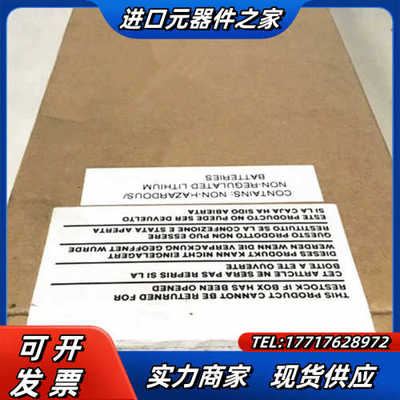 进口元器件之家
THIS PRODUCT CANNOT BE RETURNED FOR
RESTOCK IF BOX HAS BEEN OPENED
CET ARTICLE NE SERA PAS REPRIS SI LA
BOITE A ETE OUVERTE
DIESES PRODUKT KANN NICHT EINGELAGERT
WERDEN WENN DIE VERPACKUNG GEOFFNET WURDE
QUESTO PRODOTTO NON PUO ESSERE
RESTITUITO SE LA CONFEZIONE E STATA APERTA
ESTE PRODUCTO NO PUEDE SER DEVUELTO
SI LA CAJA HA SIDO ABIERTA
CONTAINS: NON-HAZARDOUS/
NON-REGULATED LITHIUM
BATTERIES
TEL:17717628972
可开
发票
实力商家 现货供应